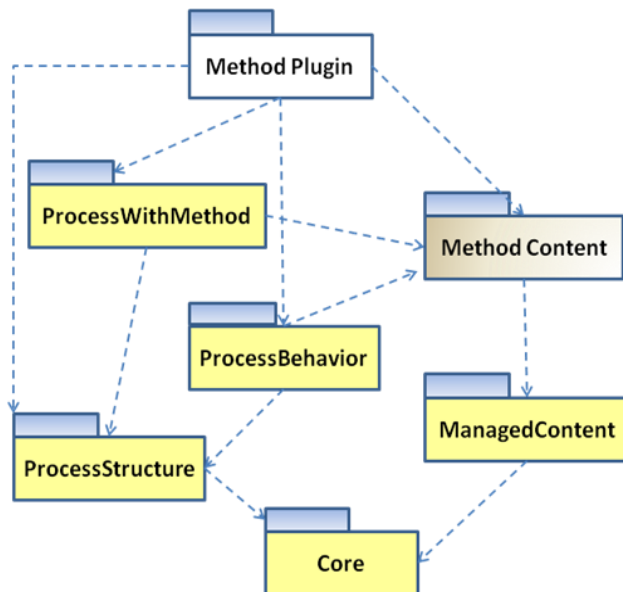 Method Plugin
ProcessWithMethod
Method Content
ProcessBehavior
ManagedContent
ProcessStructure
Core